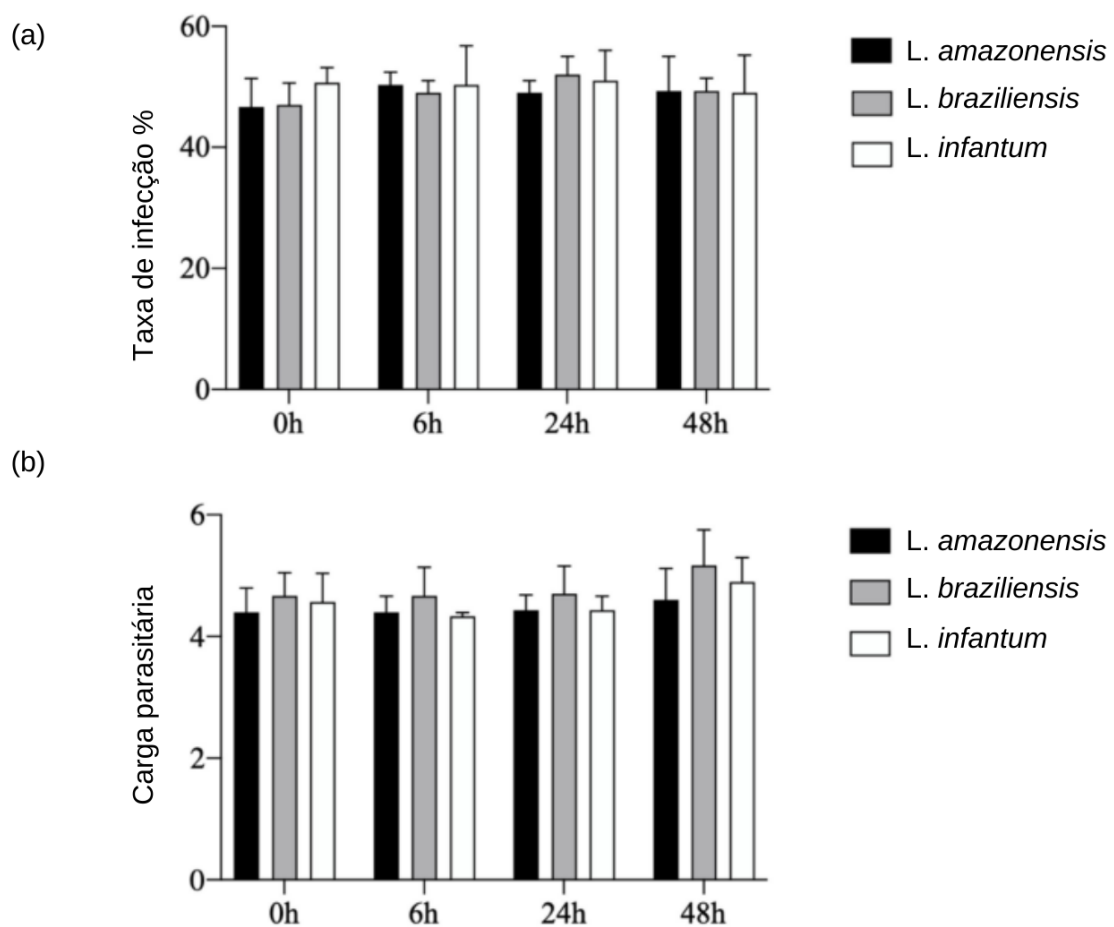 (a)
60
40
20
0
Taxa de infecção %
0h 6h 24h 48h
L. amazonensis
L. braziliensis
L. infantum
(b)
6
4
2
0
Carga parasitária
0h 6h 24h 48h
L. amazonensis
L. braziliensis
L. infantum